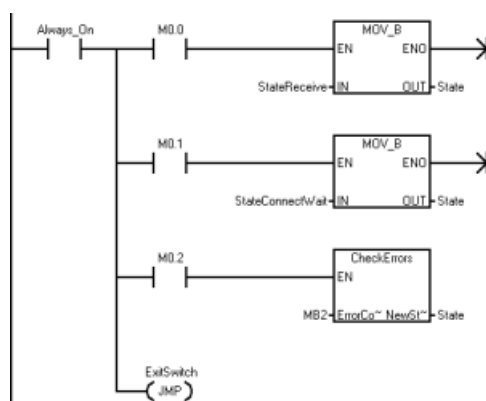 Always_On
M0.0
MOV_B
EN ENO
StateReceive IN OUT State
M0.1
MOV_B
EN ENO
StateConnectWait IN OUT State
M0.2
CheckErrors
EN
MB2 ErrorCo~ NewSt~ State
ExitSwitch
JMP